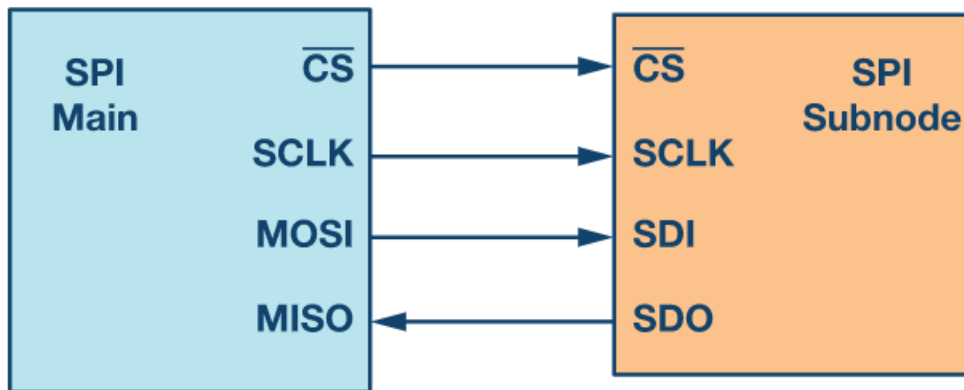 SPI
Main
CS
SCLK
MOSI
MISO
CS
SCLK
SDI
SDO
SPI
Subnode